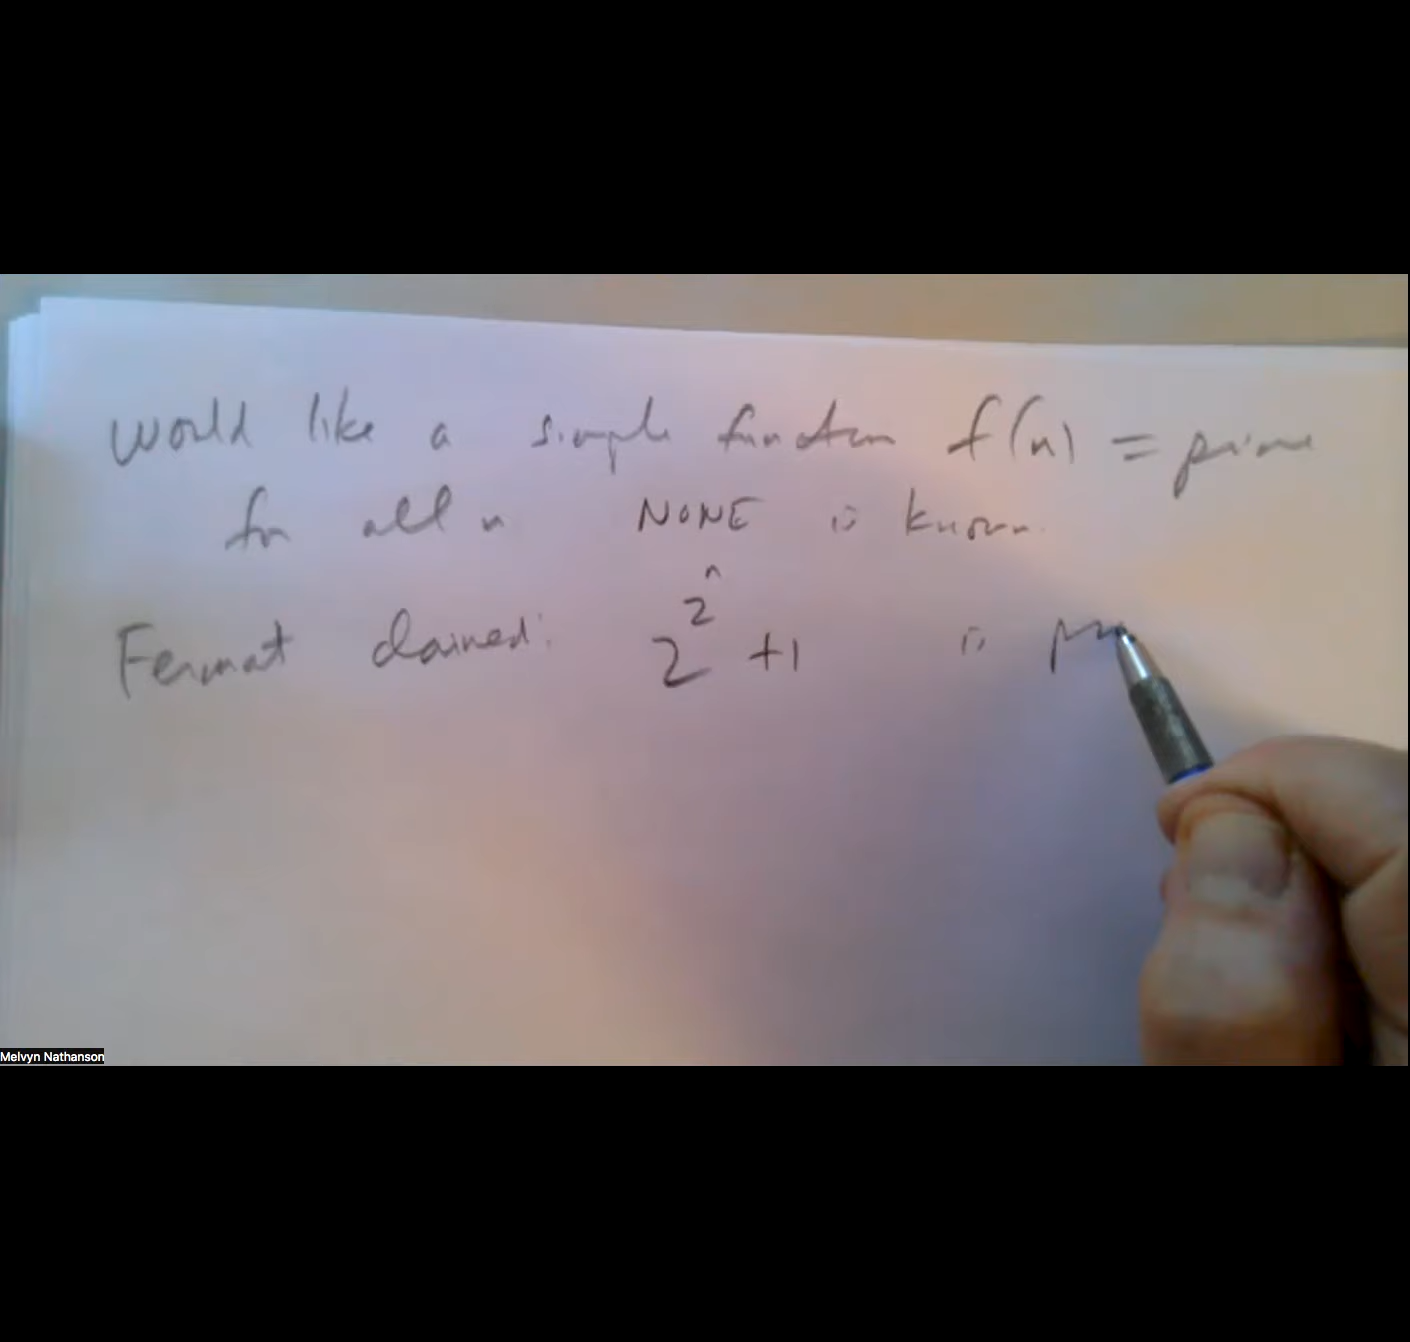 would like a simple function f(n) = prime
for all n NONE is known.
Fermat claimed: 2^2^n +1 is
Melvyn Nathanson